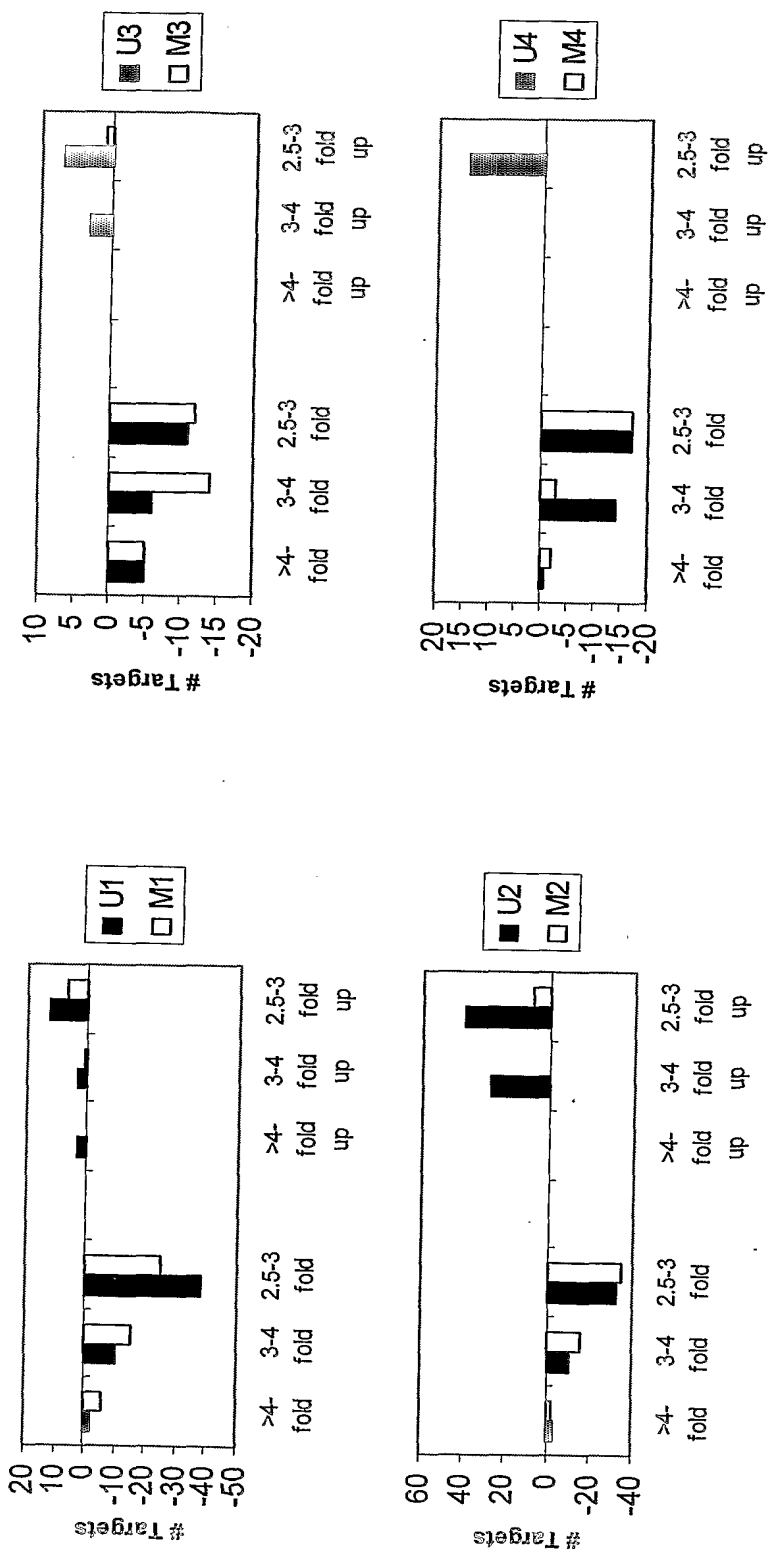 20
10
0
-10
-20
-30
-40
-50
# Targets
>4- 3-4 2.5-3 >4- 3-4 2.5-3
fold fold fold fold fold fold
up up up
U1
M1
10
5
0
-5
-10
-15
-20
# Targets
>4- 3-4 2.5-3 >4- 3-4 2.5-3
fold fold fold fold fold fold
up up up
U3
M3
60
40
20
0
-20
-40
# Targets
>4- 3-4 2.5-3 >4- 3-4 2.5-3
fold fold fold fold fold fold
up up up
U2
M2
20
15
10
5
0
-5
-10
-15
-20
# Targets
>4- 3-4 2.5-3 >4- 3-4 2.5-3
fold fold fold fold fold fold
up up up
U4
M4